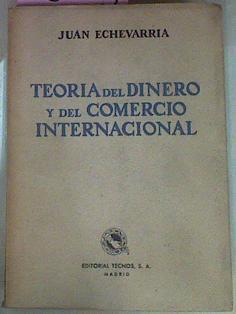 JUAN ECHEVARRIA
TEORIA DEL DINERO
Y DEL COMERCIO
INTERNACIONAL
EDITORIAL TECNOS, S. A.
MADRID